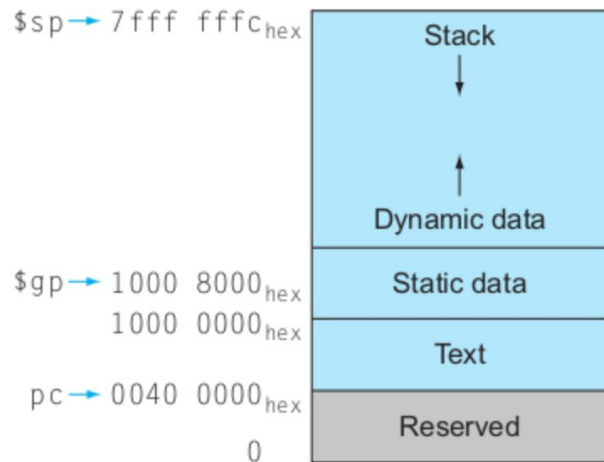 $sp→ 7fff fffc hex
Stack
Dynamic data
$gp→ 1000 8000 hex
Static data
1000 0000 hex
Text
pc→ 0040 0000 hex
Reserved
0